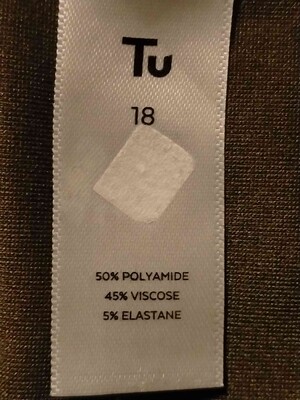 Tu
18
50% POLYAMIDE
45% VISCOSE
5% ELASTANE